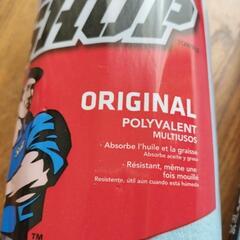 ORIGINAL
POLYVALENT
MULTIUSOS
· Absorbe l'huile et la graisse
Absorbe aceite y grasa
· Résistant, même une
fois mouillé
Resistente, útil aún cuando está húmeda
TM